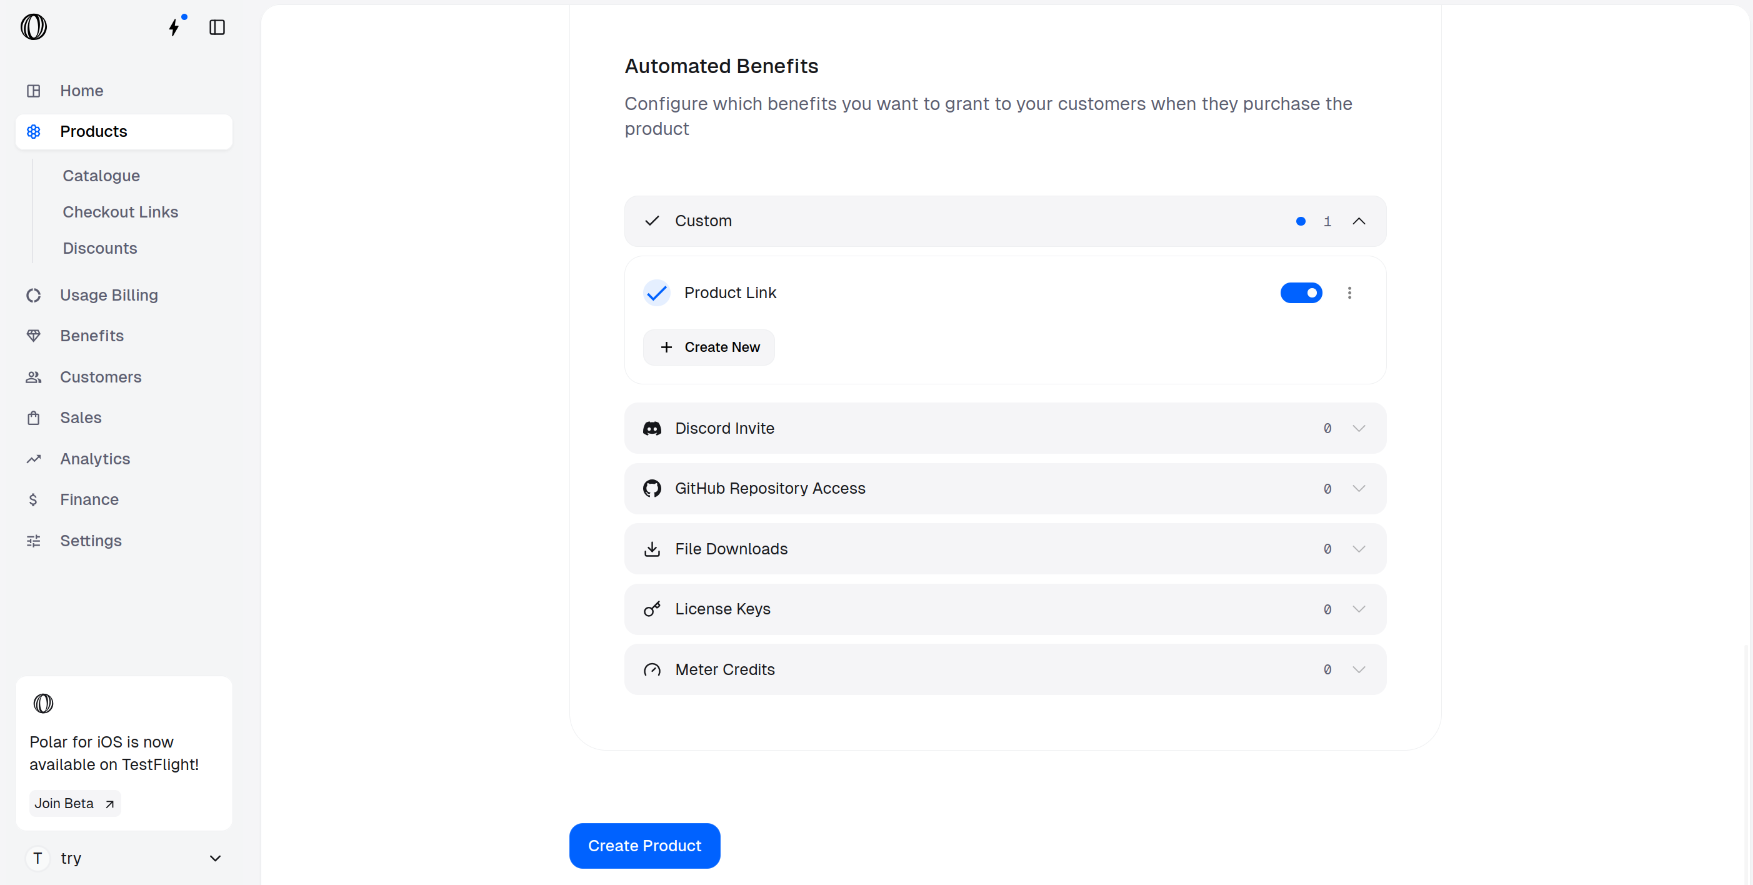 Home
Products
Catalogue
Checkout Links
Discounts
Usage Billing
Benefits
Customers
Sales
Analytics
Finance
Settings
Polar for iOS is now
available on TestFlight!
Join Beta
T try
Automated Benefits
Configure which benefits you want to grant to your customers when they purchase the
product
Custom 1
Product Link
Create New
Discord Invite 0
GitHub Repository Access 0
File Downloads 0
License Keys 0
Meter Credits 0
Create Product